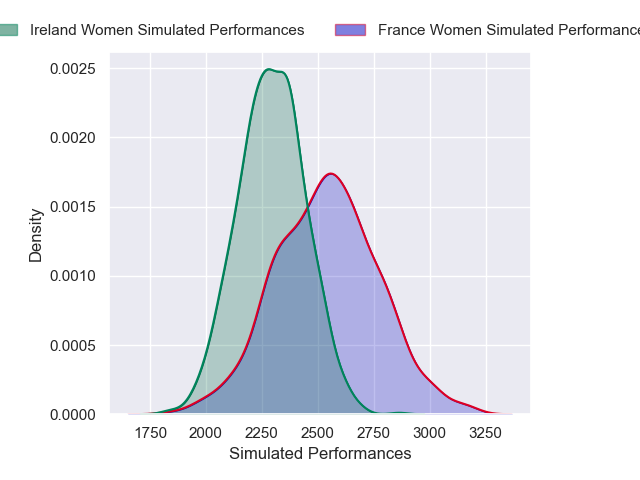 Ireland Women Simulated Performances
France Women Simulated Performance
0.0025
0.0020
0.0015
0.0010
0.0005
0.0000
Density
1750 2000 2250 2500 2750 3000 3250
Simulated Performances